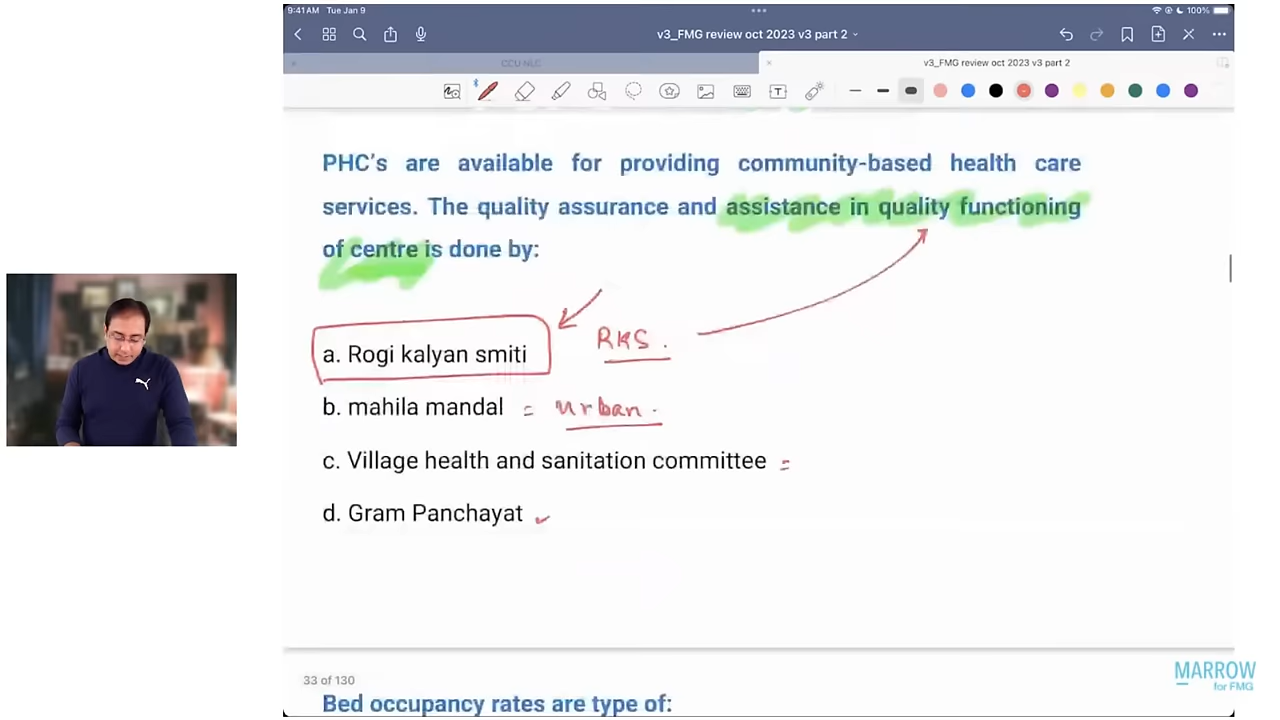 9:41 AM Tue Jan 9
100%
v3_FMG review oct 2023 v3 part 2
CCU NLC
v3_FMG review oct 2023 v3 part 2
PHC's are available for providing community-based health care
services. The quality assurance and assistance in quality functioning
of centre is done by:
a. Rogi kalyan smiti
RKS.
b. mahila mandal = urban.
c. Village health and sanitation committee =
d. Gram Panchayat
33 of 130
MARROW
for FMG
Bed occupancy rates are type of: